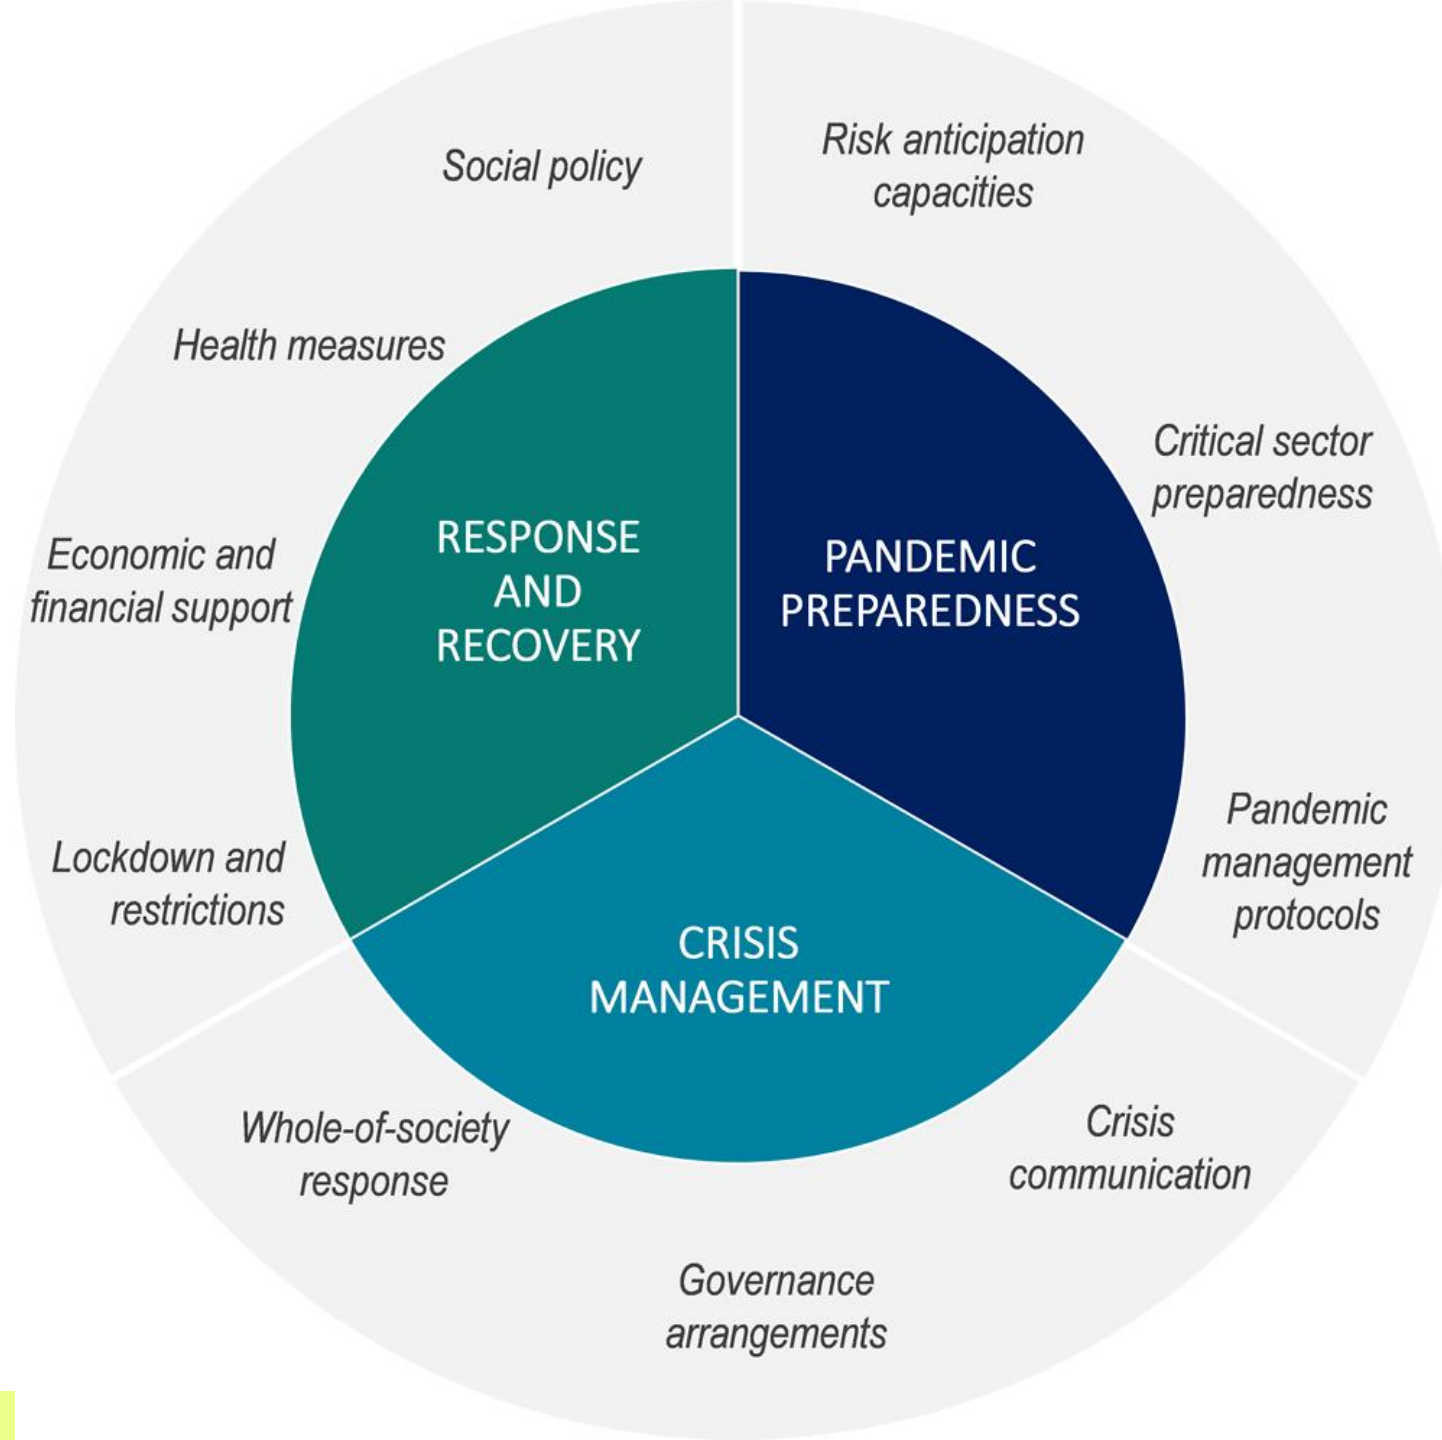 Social policy
Risk anticipation
capacities
Health measures
Critical sector
preparedness
Economic and
financial support
RESPONSE
AND
RECOVERY
PANDEMIC
PREPAREDNESS
Pandemic
management
protocols
Lockdown and
restrictions
CRISIS
MANAGEMENT
Whole-of-society
response
Crisis
communication
Governance
arrangements